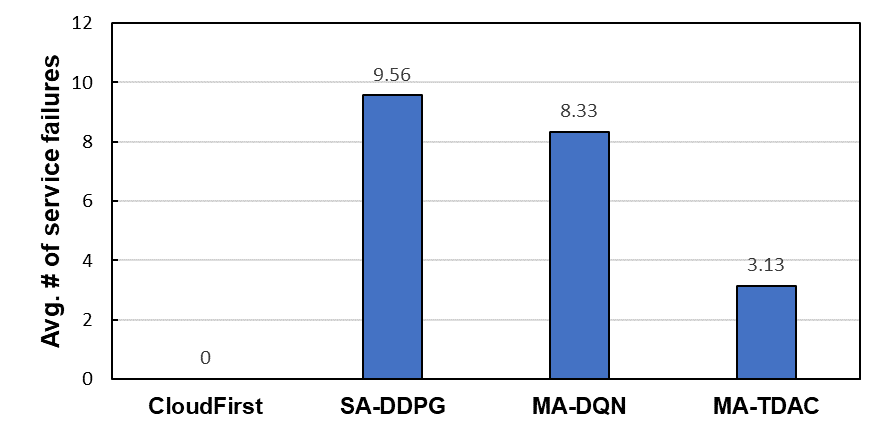 Avg. # of service failures
12
10
8
6
4
2
0
0
9.56
8.33
3.13
CloudFirst
SA-DDPG
MA-DQN
MA-TDAC